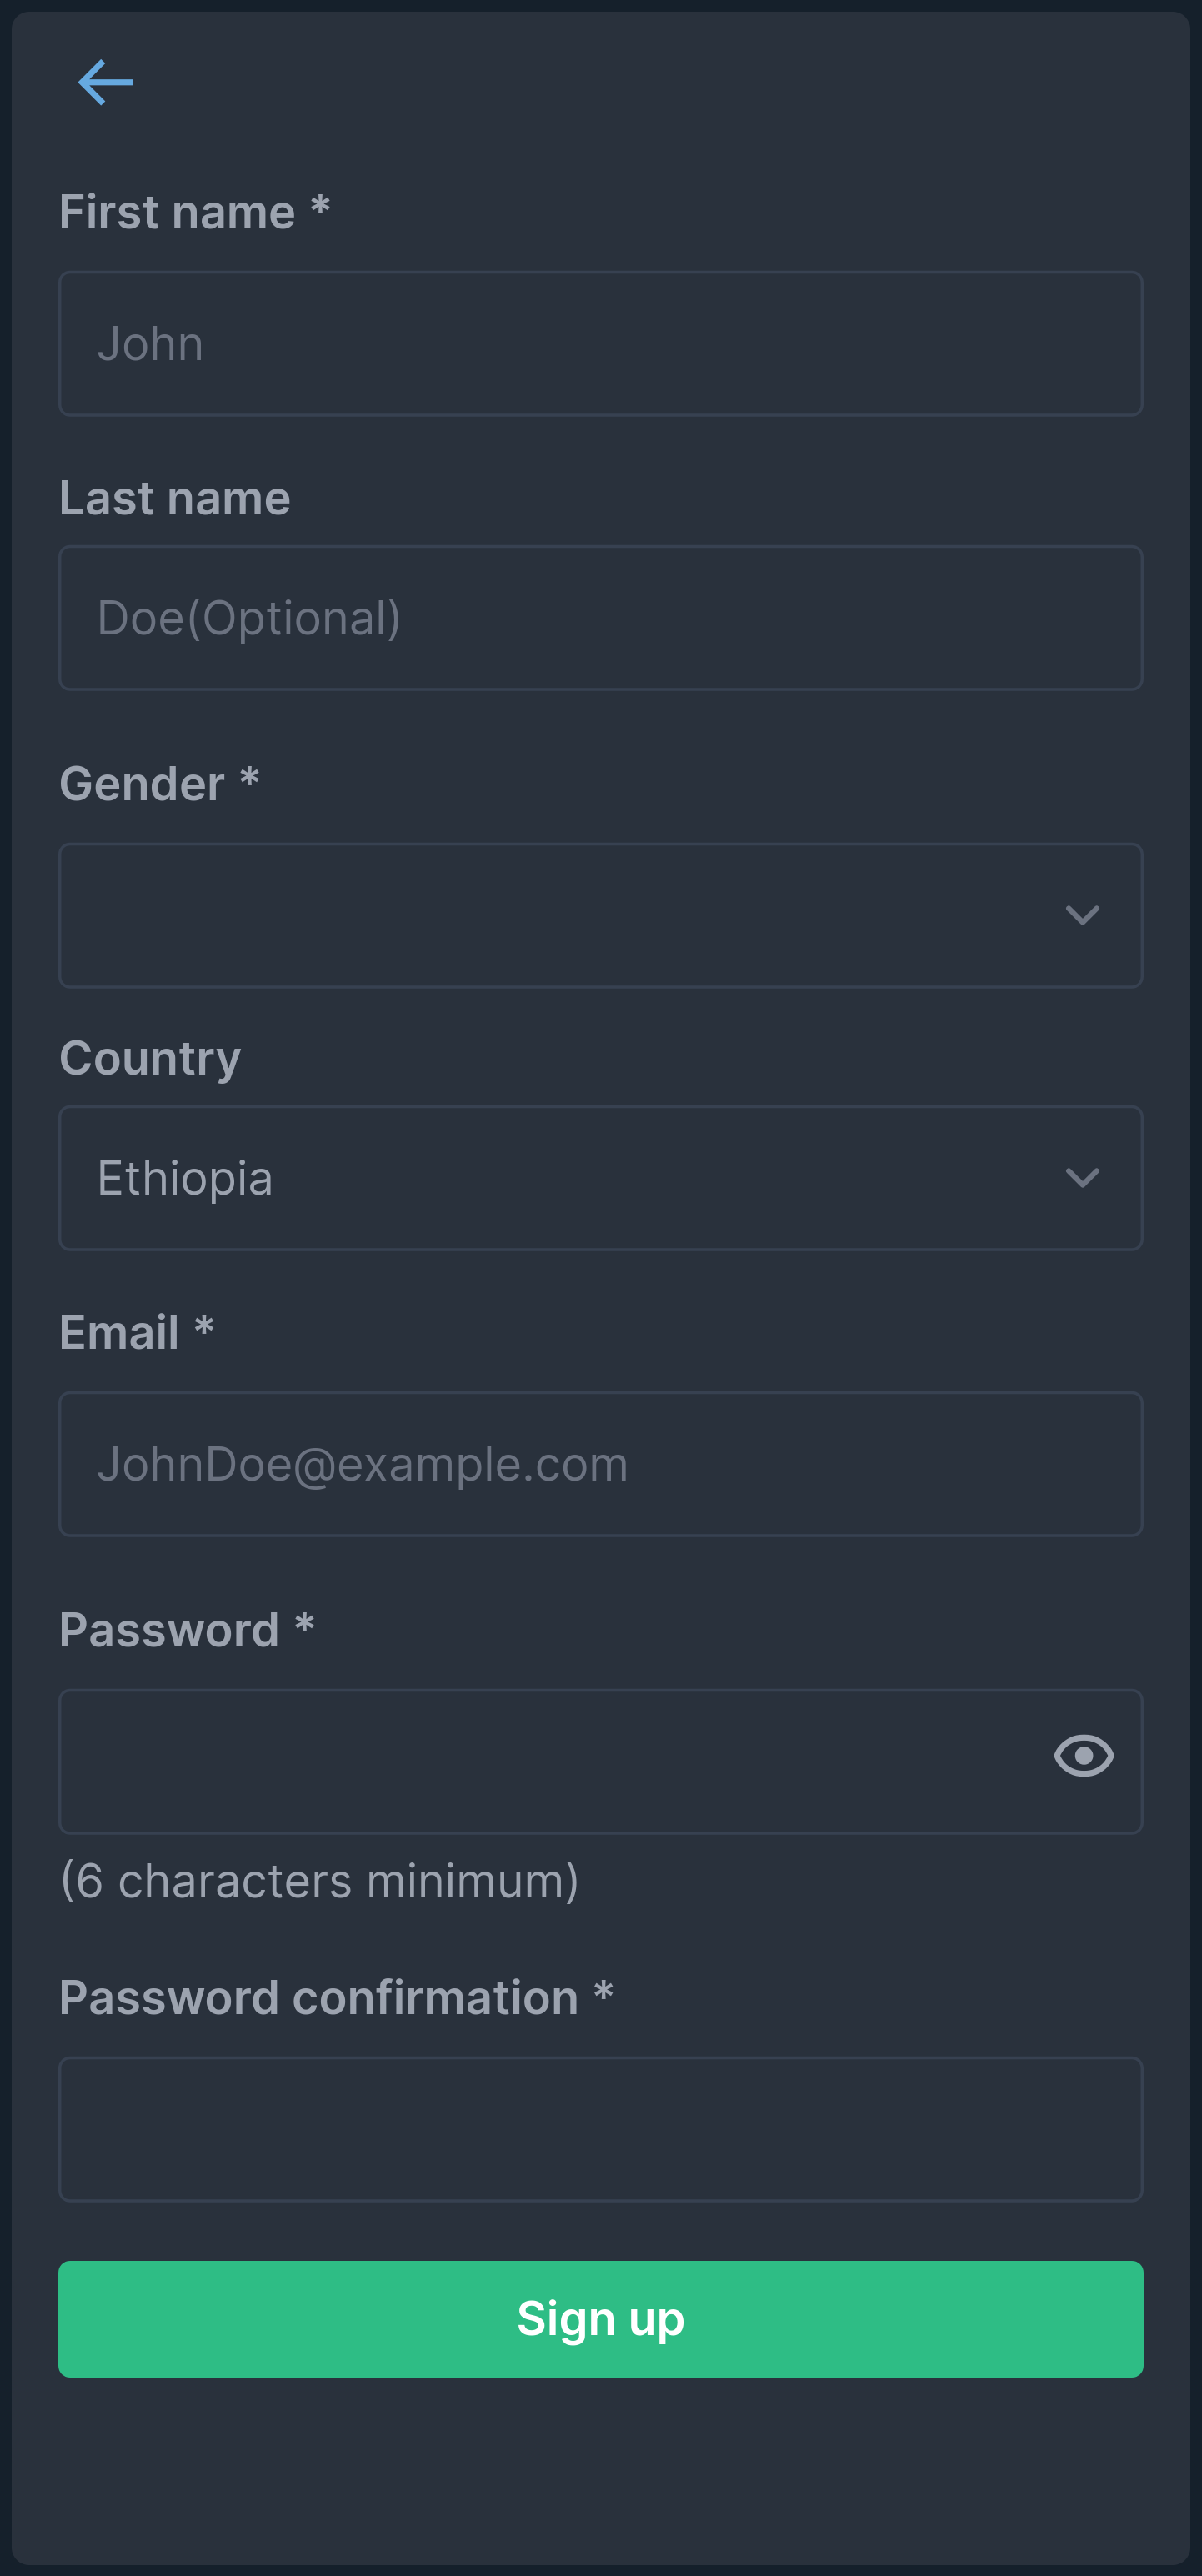 First name *
John
Last name
Doe(Optional)
Gender *
Country
Ethiopia
Email *
JohnDoe@example.com
Password *
(6 characters minimum)
Password confirmation *
Sign up